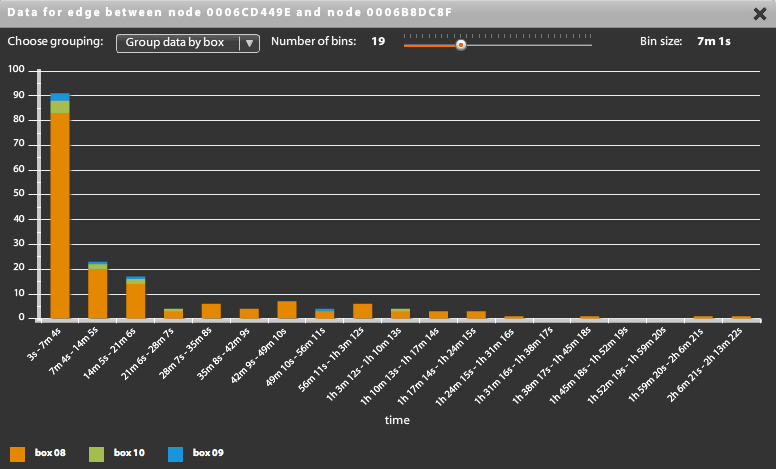 Data for edge between node 0006CD449E and node 0006B8DC8F
Choose grouping: Group data by box Number of bins: 19 Bin size: 7m 1s
100
90
80
70
60
50
40
30
20
10
0
3s - 7m 4s
7m 4s - 14m 5s
14m 5s - 21m 6s
21m 6s - 28m 7s
28m 7s - 35m 8s
35m 8s - 42m 9s
42m 9s - 49m 10s
49m 10s - 56m 11s
56m 11s - 1h 3m 12s
1h 3m 12s - 1h 10m 13s
1h 10m 13s - 1h 17m 14s
1h 17m 14s - 1h 24m 15s
1h 24m 15s - 1h 31m 16s
1h 31m 16s - 1h 38m 17s
1h 38m 17s - 1h 45m 18s
1h 45m 18s - 1h 52m 19s
1h 52m 19s - 1h 59m 20s
1h 59m 20s - 2h 6m 21s
2h 6m 21s - 2h 13m 22s
time
box 08 box 10 box 09